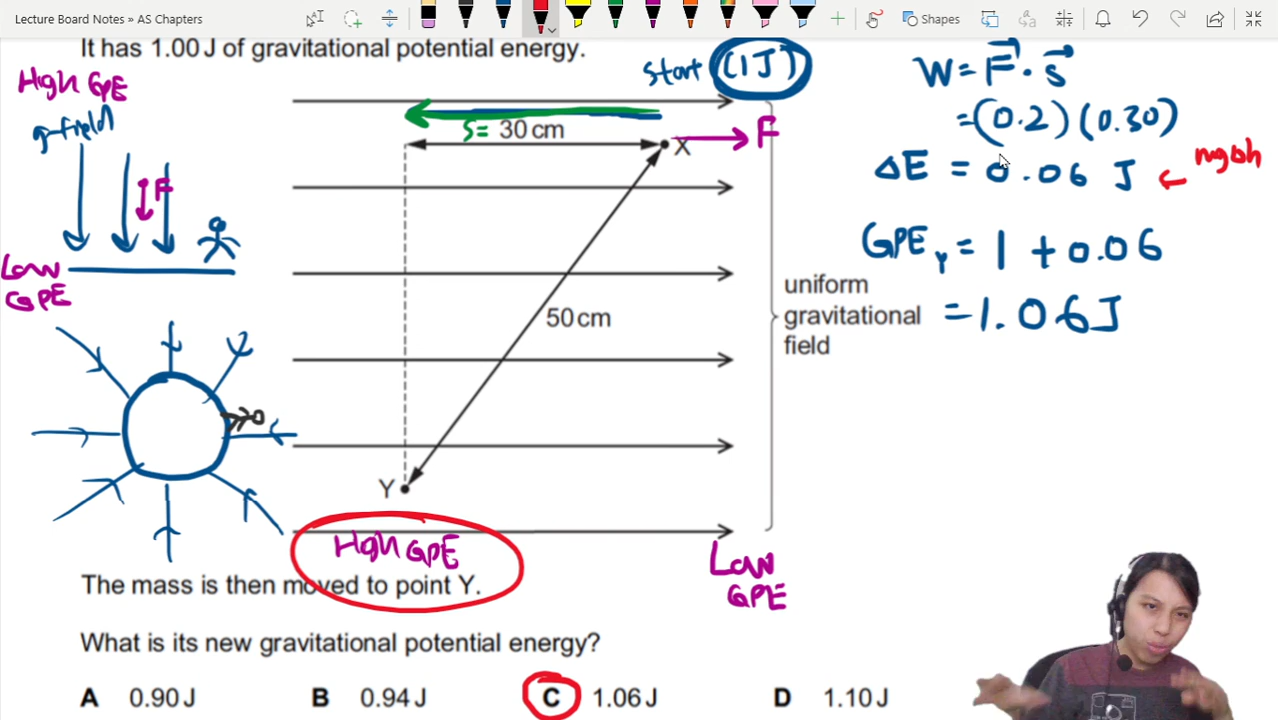 Lecture Board Notes » AS Chapters
Shapes
It has 1.00 J of gravitational potential energy.
High GPE
g-field
F
Low GPE
start (1J)
S= 30 cm
X
F
50 cm
Y
uniform
gravitational
field
High GPE
Low
GPE
W = F · s
= (0.2)(0.30)
ΔE = 0.06 J ← mgΔh
GPE Y = 1 + 0.06
= 1.06J
The mass is then moved to point Y.
What is its new gravitational potential energy?
A 0.90 J B 0.94 J C 1.06 J D 1.10 J